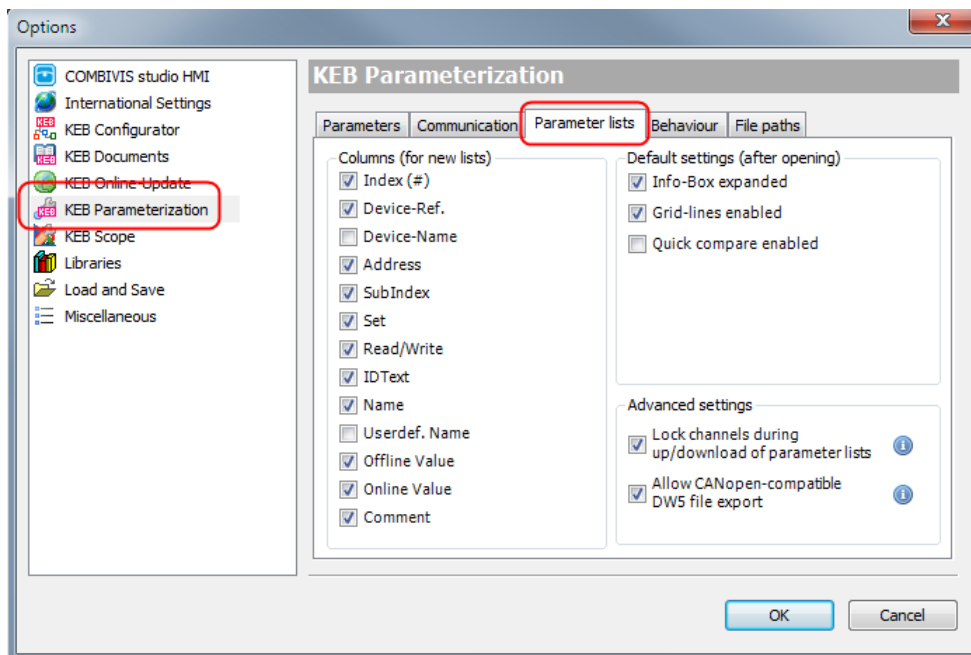 Options
COMBIVIS studio HMI
International Settings
KEB Configurator
KEB Documents
KEB Online-Update
KEB Parameterization
KEB Scope
Libraries
Load and Save
Miscellaneous
KEB Parameterization
Parameters Communication Parameter lists Behaviour File paths
Columns (for new lists)
Index (#)
Device-Ref.
Device-Name
Address
SubIndex
Set
Read/Write
IDText
Name
Userdef. Name
Offline Value
Online Value
Comment
Default settings (after opening)
Info-Box expanded
Grid-lines enabled
Quick compare enabled
Advanced settings
Lock channels during
up/download of parameter lists
Allow CANopen-compatible
DW5 file export
OK Cancel